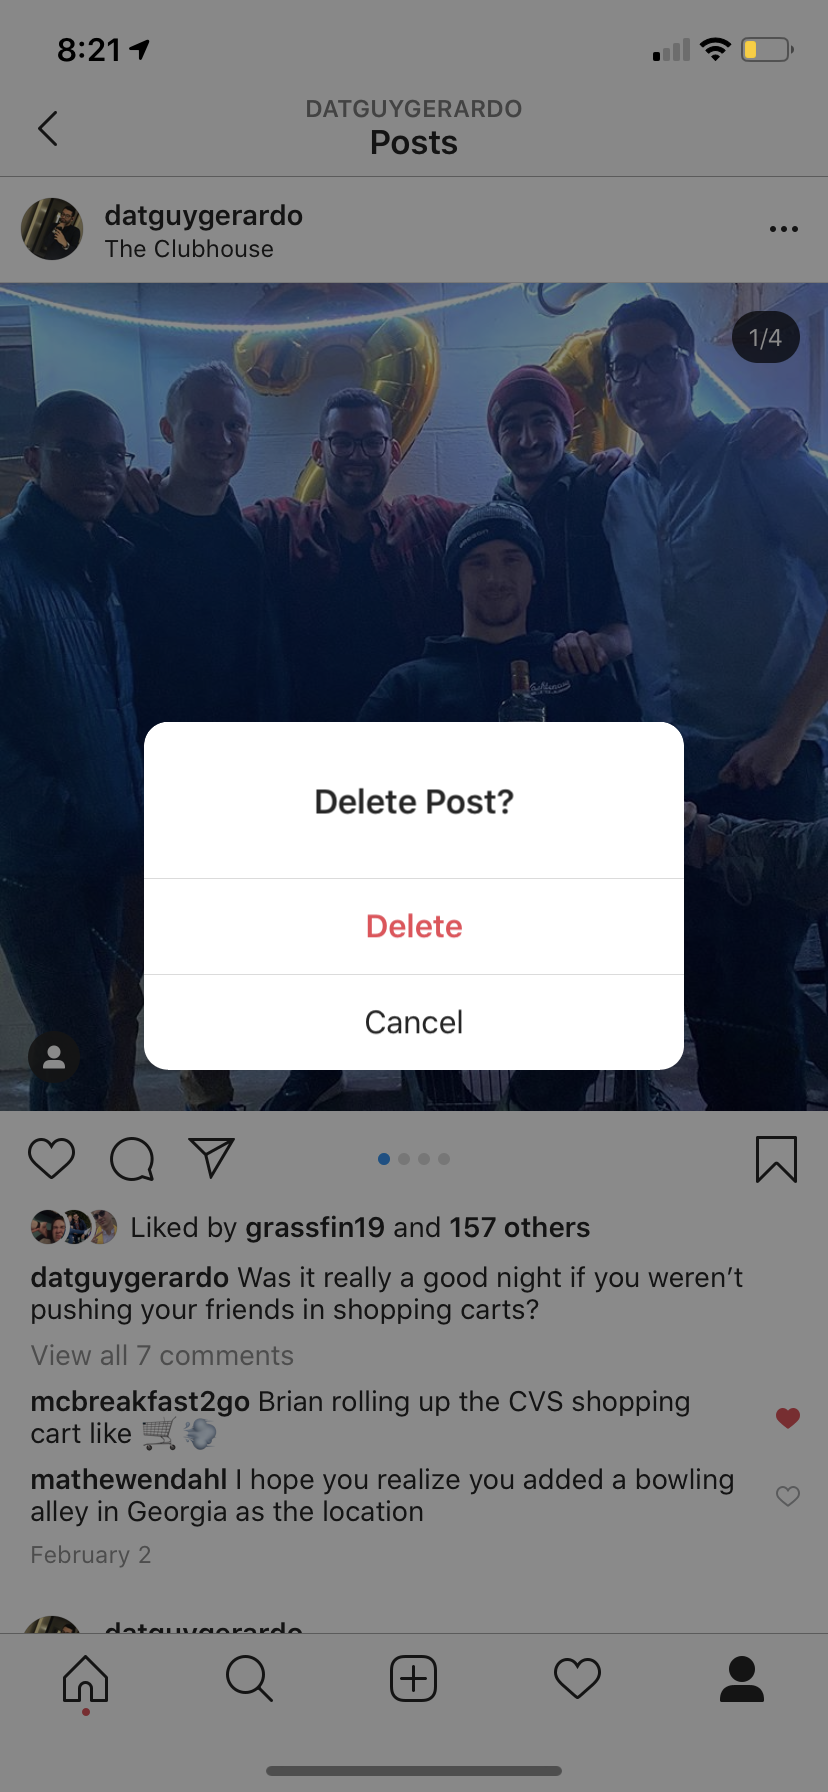 8:21
DATGUYGERARDO
Posts
datguygerardo
The Clubhouse
1/4
Delete Post?
Delete
Cancel
Liked by grassfin19 and 157 others
datguygerardo Was it really a good night if you weren’t
pushing your friends in shopping carts?
View all 7 comments
mcbreakfast2go Brian rolling up the CVS shopping
cart like 🛒💨
mathewendahl I hope you realize you added a bowling
alley in Georgia as the location
February 2
datguygerardo